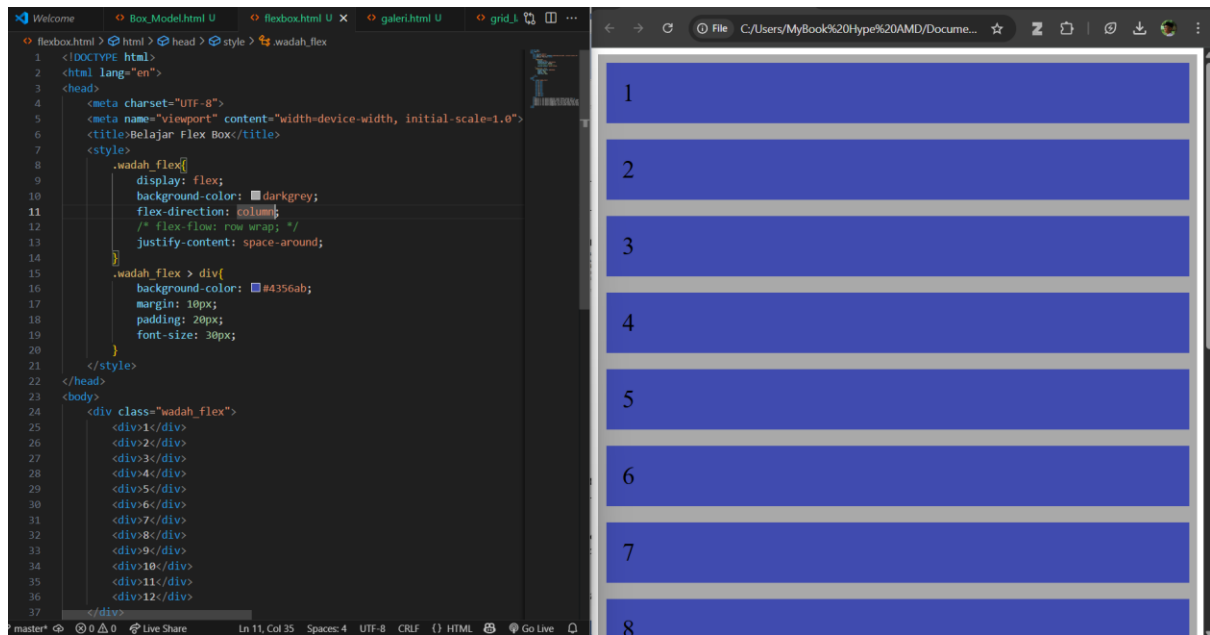 Welcome
Box_Model.html U
flexbox.html U
galeri.html U
flexbox.html > html > head > style > .wadah_flex
1 <!DOCTYPE html>
2 <html lang="en">
3 <head>
4 <meta charset="UTF-8">
5 <meta name="viewport" content="width=device-width, initial-scale=1.0">
6 <title>Belajar Flex Box</title>
7 <style>
8 .wadah_flex{
9 display: flex;
10 background-color: darkgrey;
11 flex-direction: column;
12 /* flex-flow: row wrap; */
13 justify-content: space-around;
14 }
15 .wadah_flex > div{
16 background-color: #4356ab;
17 margin: 10px;
18 padding: 20px;
19 font-size: 30px;
20 }
21 </style>
22 </head>
23 <body>
24 <div class="wadah_flex">
25 <div>1</div>
26 <div>2</div>
27 <div>3</div>
28 <div>4</div>
29 <div>5</div>
30 <div>6</div>
31 <div>7</div>
32 <div>8</div>
33 <div>9</div>
34 <div>10</div>
35 <div>11</div>
36 <div>12</div>
37 </div>
master* 0 0 Live Share Ln 11, Col 35 Spaces: 4 UTF-8 CRLF {} HTML Go Live
File C:/Users/MyBook%20Hype%20AMD/Docume...
1
2
3
4
5
6
7
8